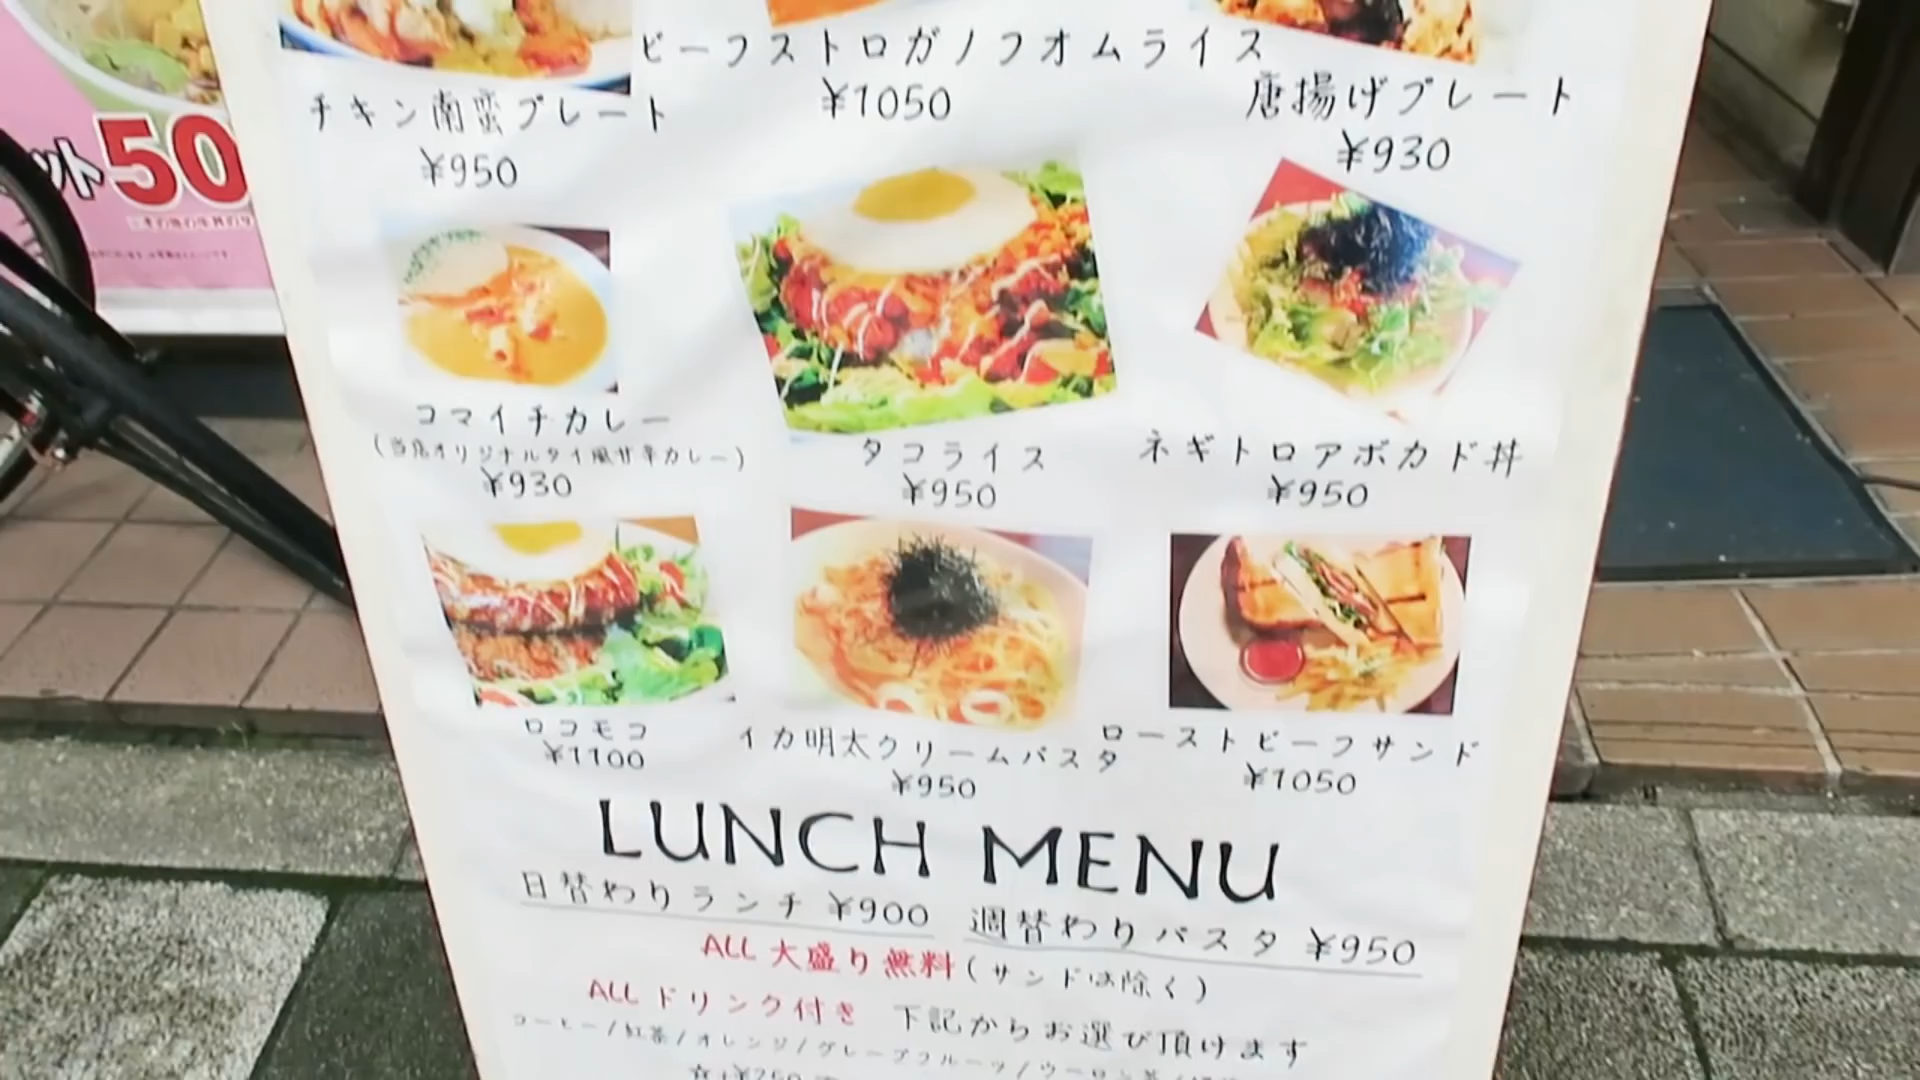 ビーフストロガノフオムライス
¥1050
チキン南蛮プレート
¥950
唐揚げプレート
¥930
50
コマイチカレー
(当店オリジナルタイ風甘辛カレー)
¥930
タコライス
¥950
ネギトロアボカド丼
¥950
ロコモコ
¥1100
イカ明太クリームパスタ
¥950
ローストビーフサンド
¥1050
LUNCH MENU
日替わりランチ ¥900 週替わりパスタ ¥950
ALL 大盛り無料(サンドは除く)
ALL ドリンク付き 下記からお選び頂けます
コーヒー/紅茶/オレンジ/グレープフルーツ/ウーロン茶/